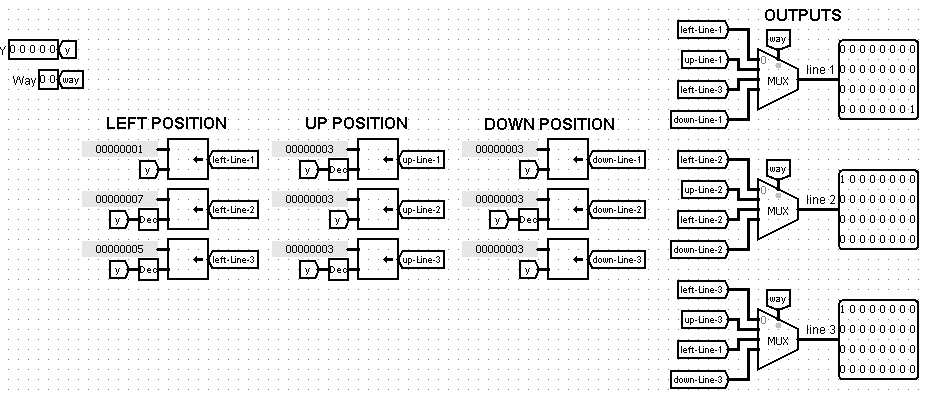 OUTPUTS
Y 0 0 0 0 0 y
Way 0 0 way
left-Line-1
up-Line-1
left-Line-3
down-Line-1
way
0
MUX
line 1
0 0 0 0 0 0 0 0
0 0 0 0 0 0 0 0
0 0 0 0 0 0 0 0
0 0 0 0 0 0 0 1
LEFT POSITION
00000001
y
left-Line-1
00000007
y Dec
left-Line-2
00000005
y Dec
left-Line-3
UP POSITION
00000003
y Dec
up-Line-1
00000003
y
up-Line-2
00000003
y Dec
up-Line-3
DOWN POSITION
00000003
y
down-Line-1
00000003
y Dec
down-Line-2
00000003
y
down-Line-3
left-Line-2
up-Line-2
left-Line-2
down-Line-2
way
0
MUX
line 2
1 0 0 0 0 0 0 0
0 0 0 0 0 0 0 0
0 0 0 0 0 0 0 0
0 0 0 0 0 0 0 0
left-Line-3
up-Line-3
left-Line-1
down-Line-3
way
0
MUX
line 3
1 0 0 0 0 0 0 0
0 0 0 0 0 0 0 0
0 0 0 0 0 0 0 0
0 0 0 0 0 0 0 0